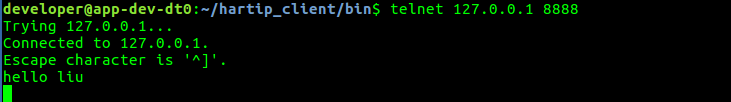 developer@app-dev-dt0:~/hartip_client/bin$ telnet 127.0.0.1 8888
Trying 127.0.0.1...
Connected to 127.0.0.1.
Escape character is '^]'.
hello liu